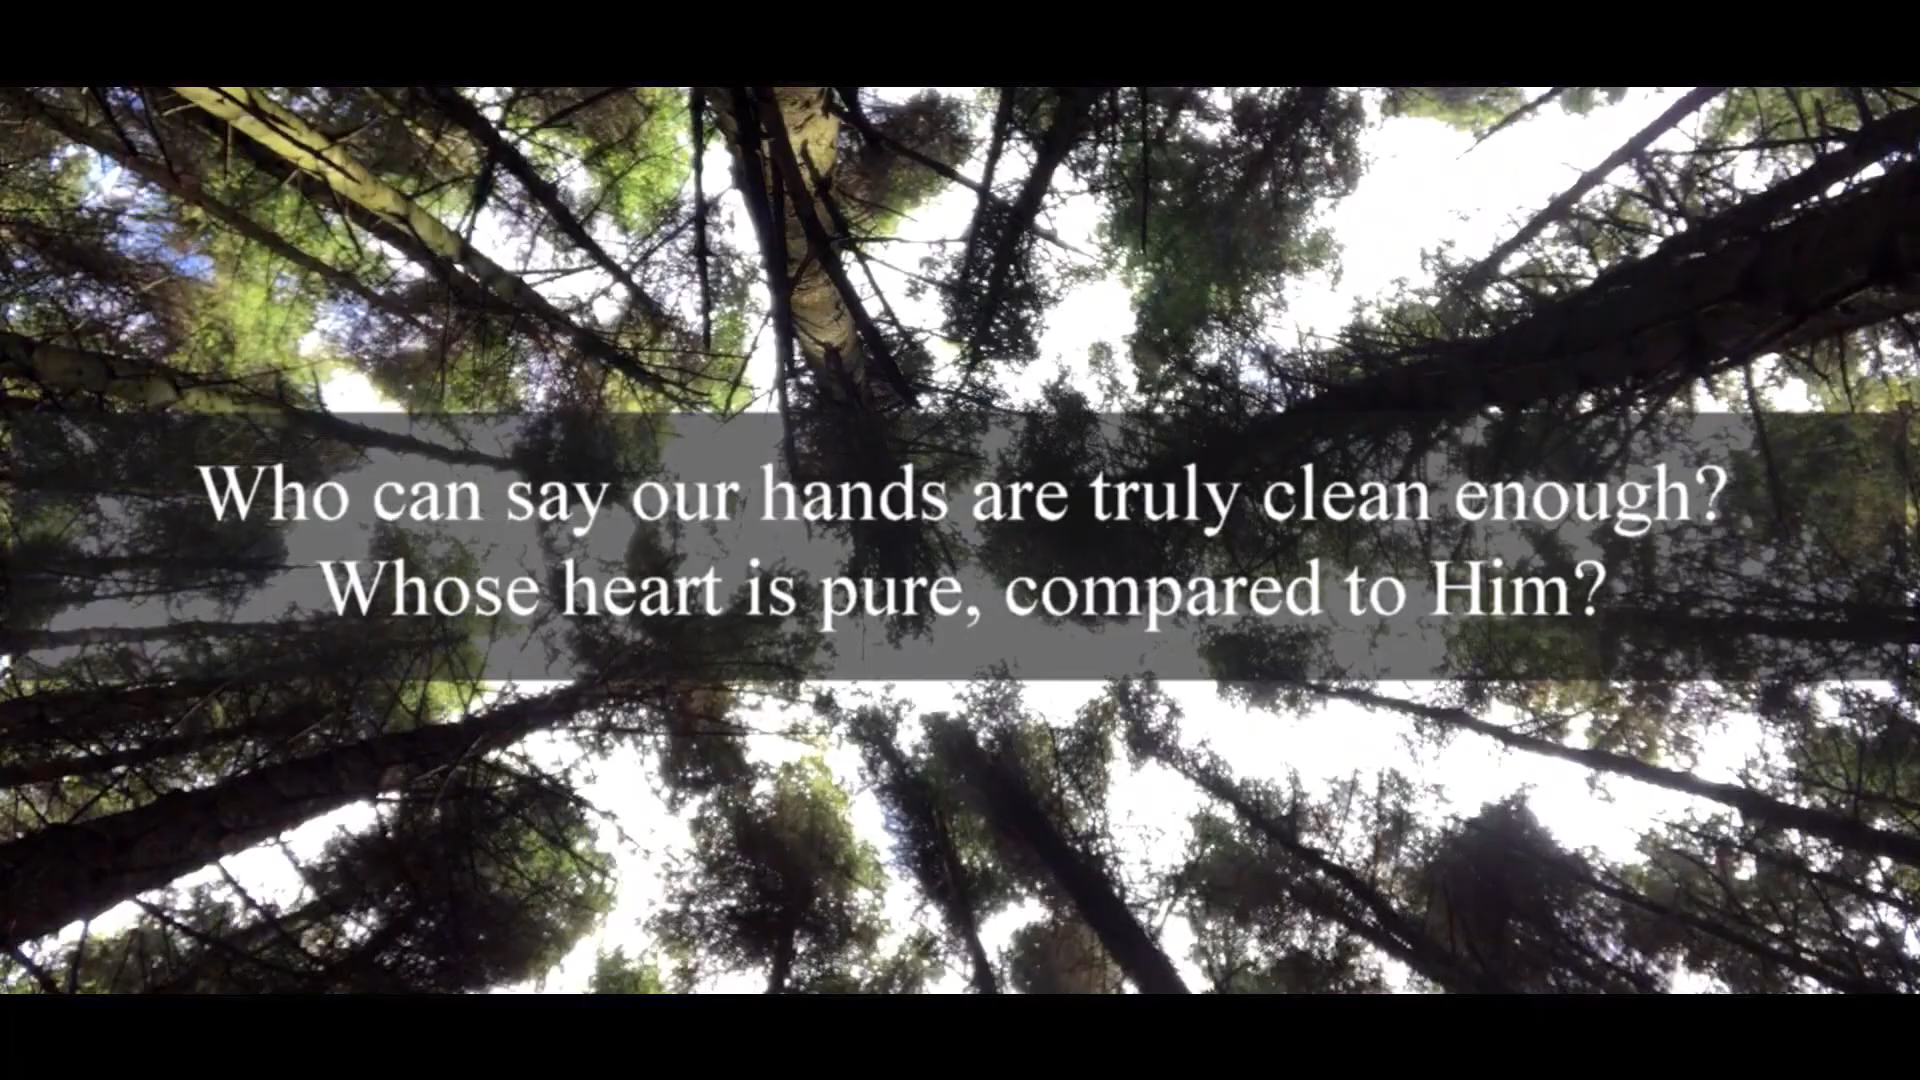 Who can say our hands are truly clean enough?
Whose heart is pure, compared to Him?